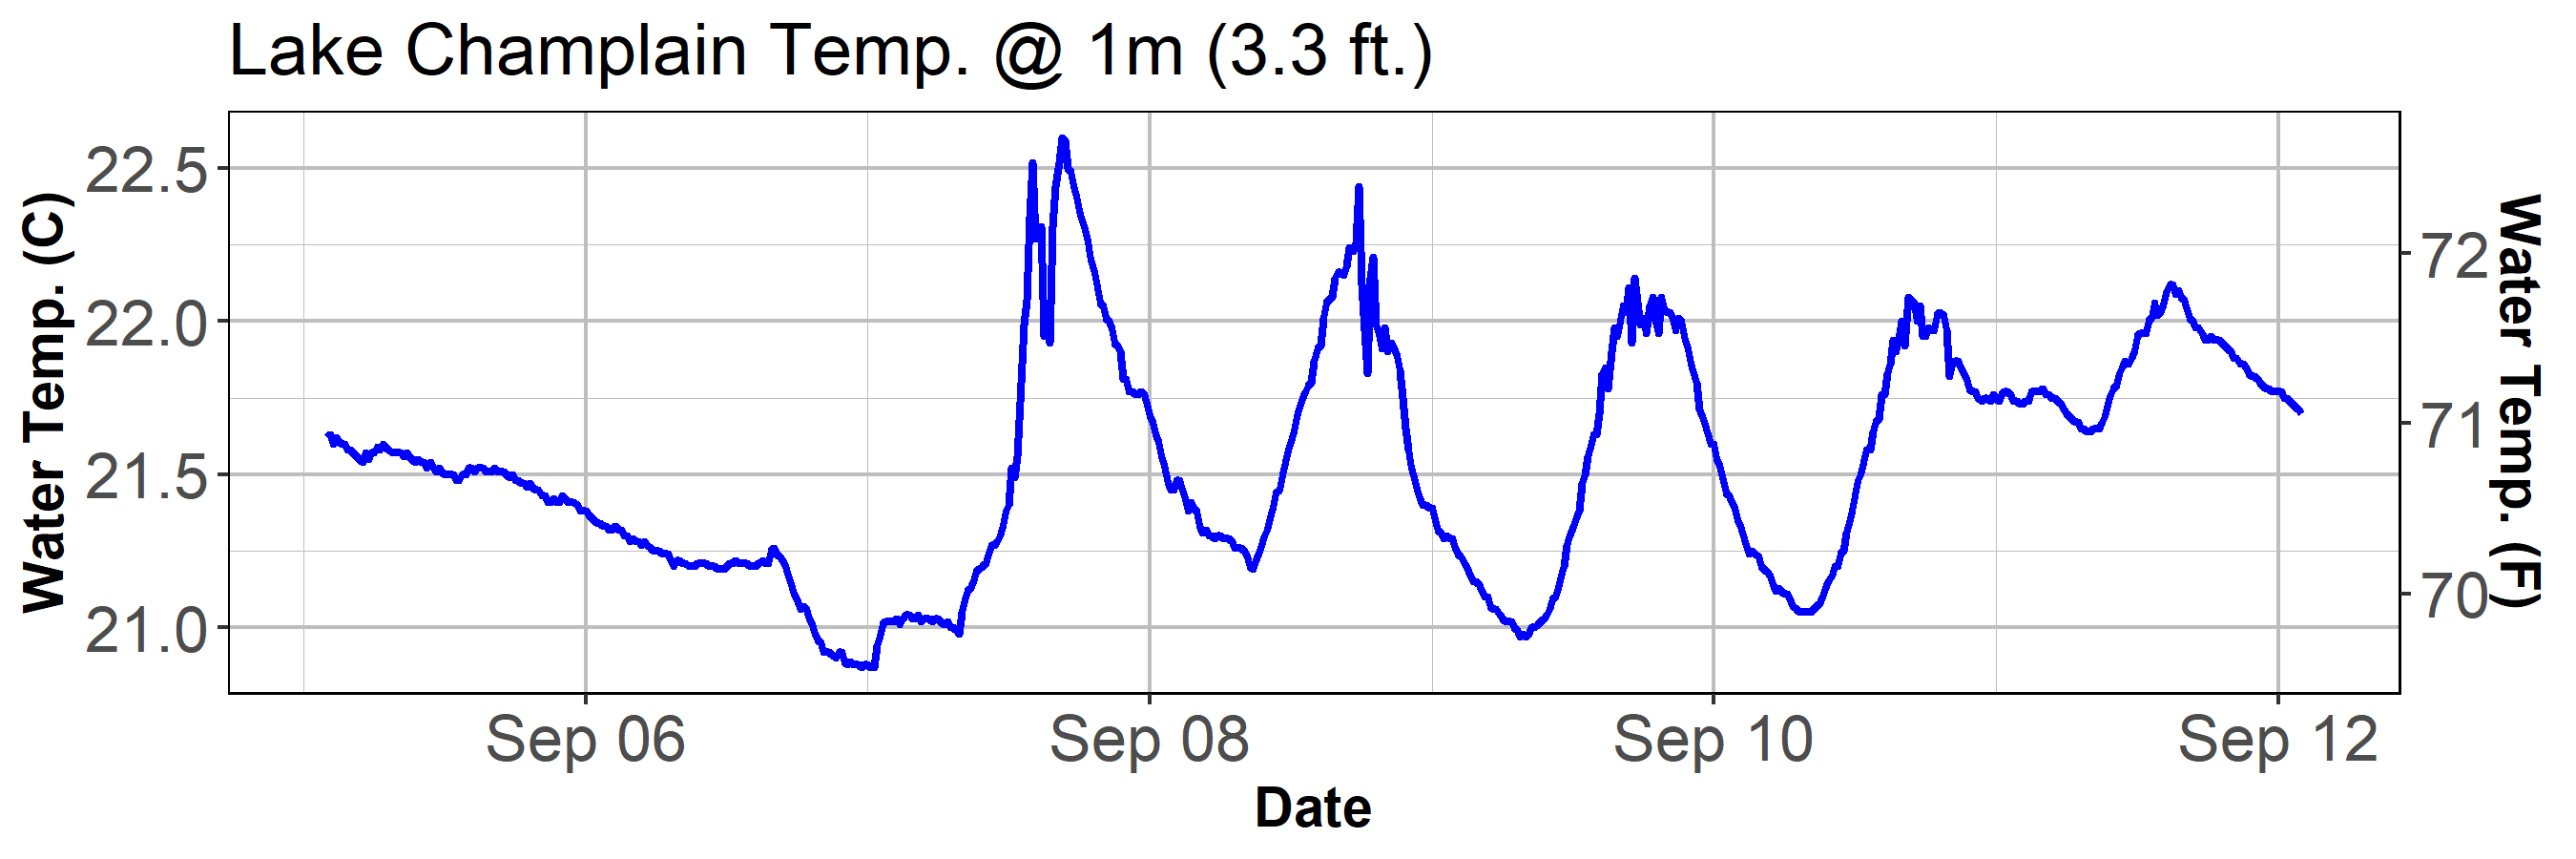 Lake Champlain Temp. @ 1m (3.3 ft.)
Water Temp. (C)
22.5
22.0
21.5
21.0
72
71
70
Water Temp. (F)
Sep 06
Sep 08
Sep 10
Sep 12
Date